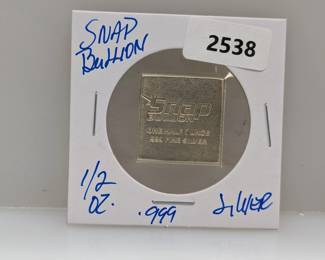 SNAP
BULLION
2538
Snap
BULLION
ONE HALF OUNCE
.999 FINE SILVER
1/2
OZ.
.999
SILVER